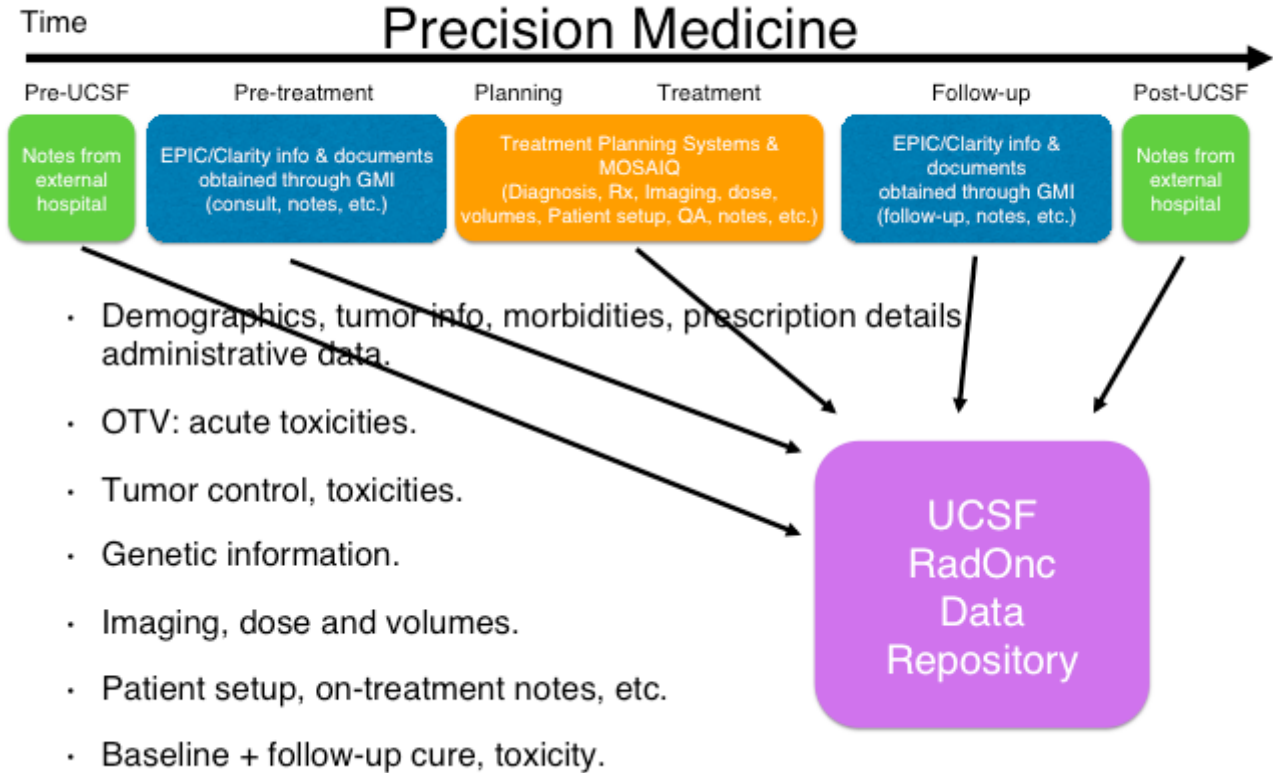 Time
Precision Medicine
Pre-UCSF
Pre-treatment
Planning
Treatment
Follow-up
Post-UCSF
Notes from
external
hospital
EPIC/Clarity info & documents
obtained through GMI
(consult, notes, etc.)
Treatment Planning Systems &
MOSAIQ
(Diagnosis, Rx, Imaging, dose,
volumes, Patient setup, QA, notes, etc.)
EPIC/Clarity info &
documents
obtained through GMI
(follow-up, notes, etc.)
Notes from
external
hospital
· Demographics, tumor info, morbidities, prescription details
administrative data.
· OTV: acute toxicities.
· Tumor control, toxicities.
· Genetic information.
· Imaging, dose and volumes.
· Patient setup, on-treatment notes, etc.
· Baseline + follow-up cure, toxicity.
UCSF
RadOnc
Data
Repository